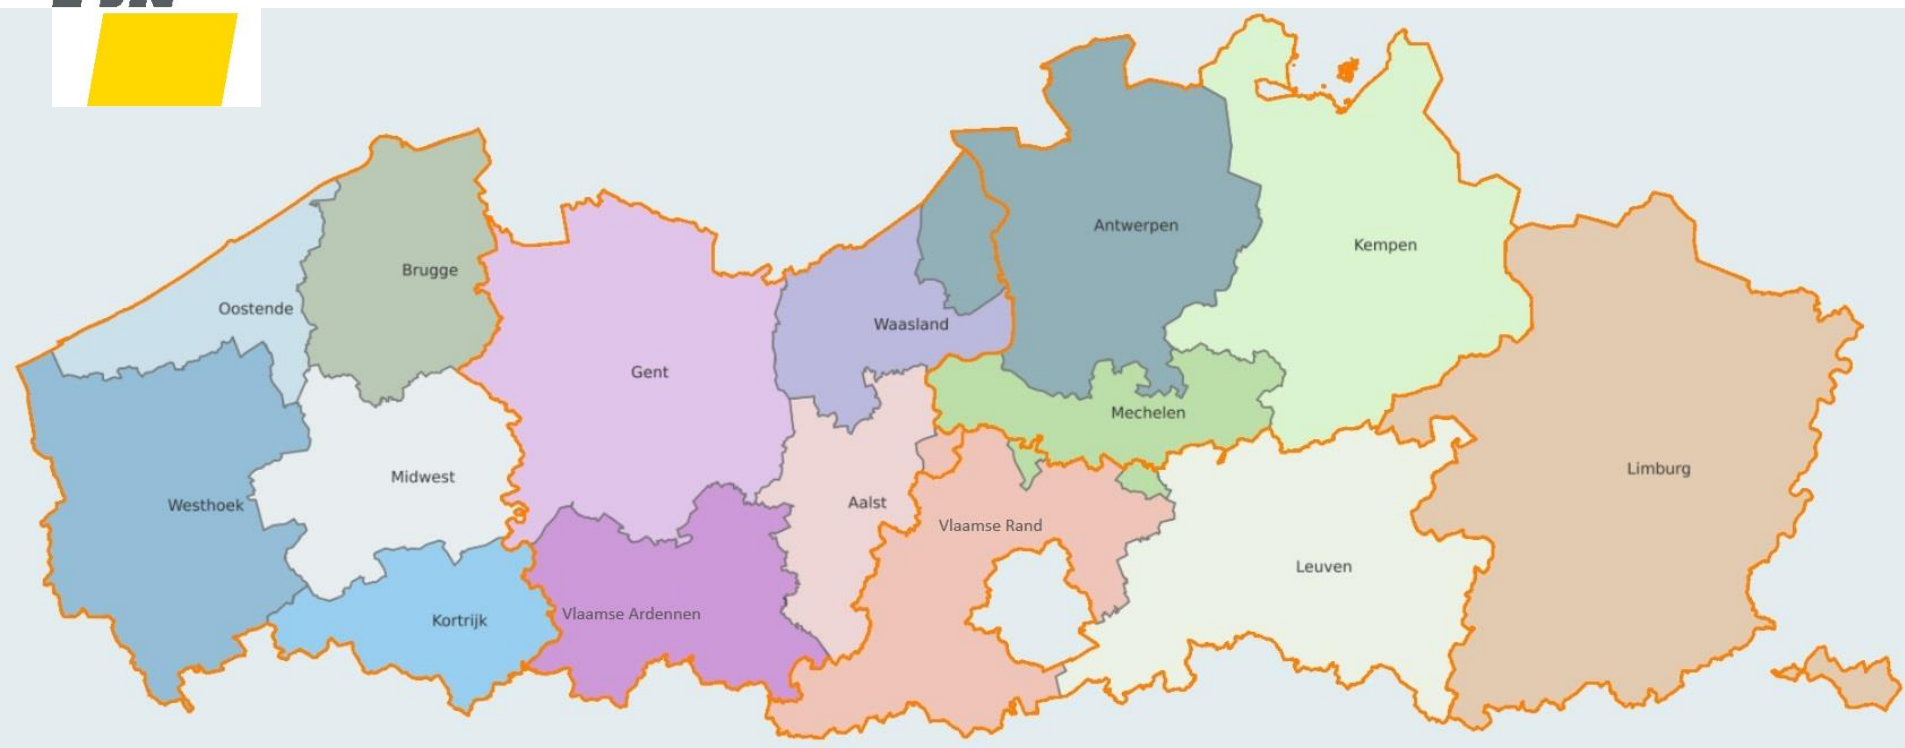 Antwerpen
Kempen
Brugge
Oostende
Waasland
Gent
Mechelen
Limburg
Midwest
Westhoek
Aalst
Vlaamse Rand
Leuven
Vlaamse Ardennen
Kortrijk